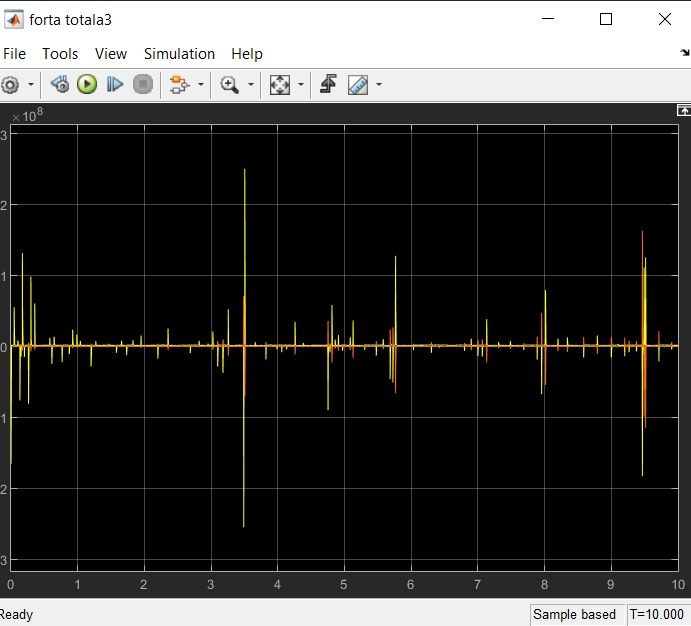 forta totala3
File Tools View Simulation Help
×10⁸
3
2
1
0
1
2
3
0 1 2 3 4 5 6 7 8 9 10
Ready Sample based T=10.000